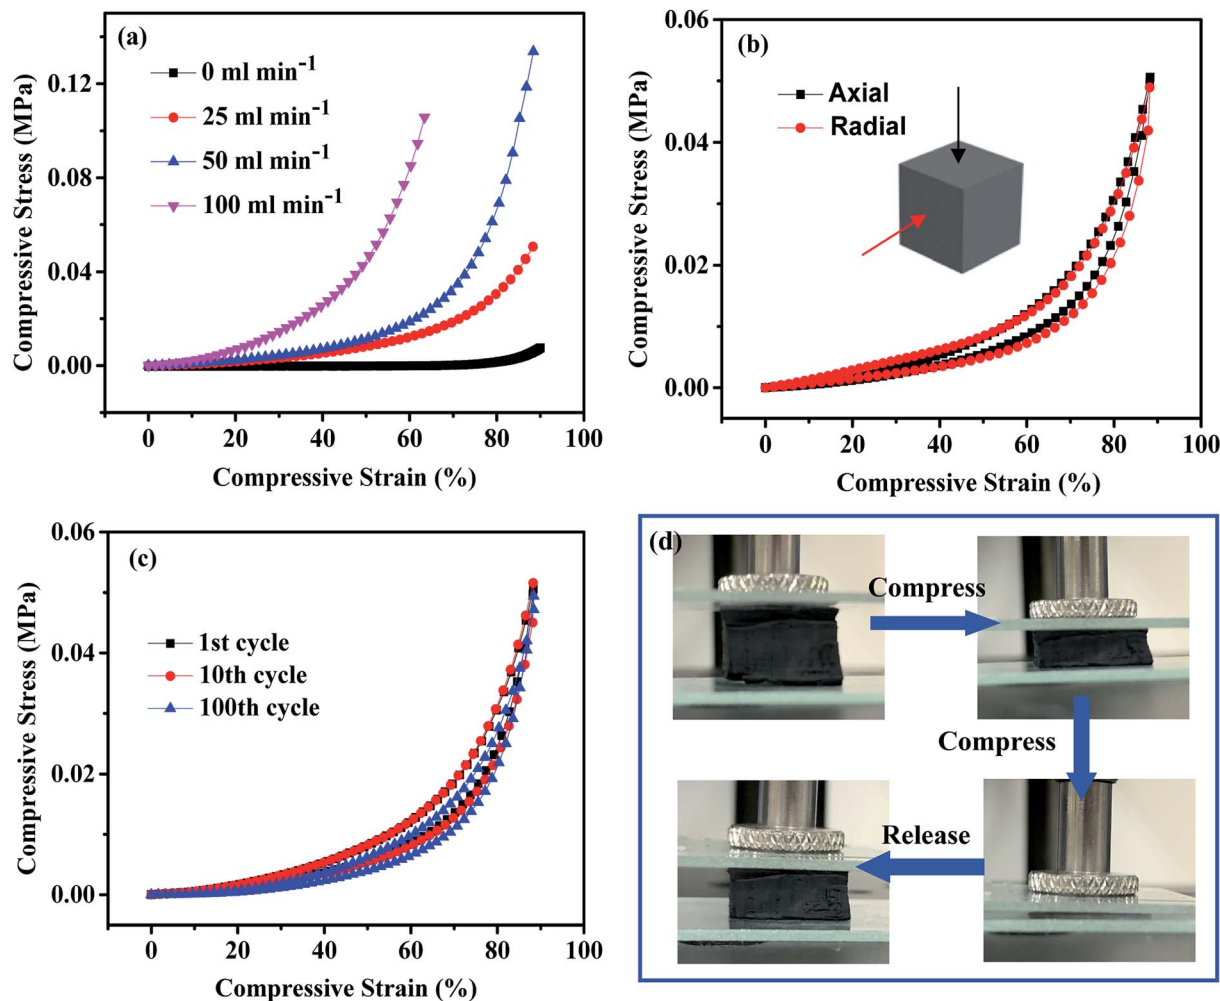 (a)
0 ml min⁻¹
25 ml min⁻¹
50 ml min⁻¹
100 ml min⁻¹
0.12
0.08
0.04
0.00
Compressive Stress (MPa)
0 20 40 60 80 100
Compressive Strain (%)
(b)
Axial
Radial
0.06
0.04
0.02
0.00
Compressive Stress (MPa)
0 20 40 60 80 100
Compressive Strain (%)
(c)
1st cycle
10th cycle
100th cycle
0.06
0.04
0.02
0.00
Compressive Stress (MPa)
0 20 40 60 80 100
Compressive Strain (%)
(d)
Compress
Compress
Release